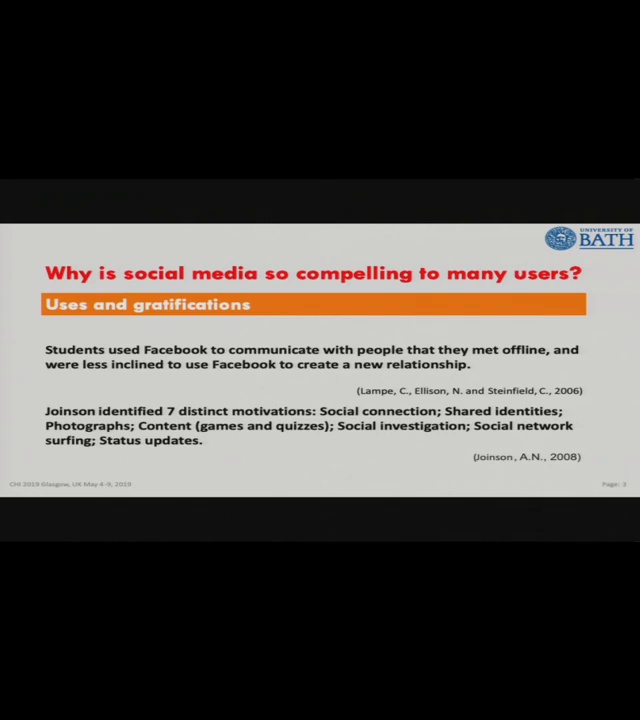 UNIVERSITY OF
BATH
Why is social media so compelling to many users?
Uses and gratifications
Students used Facebook to communicate with people that they met offline, and
were less inclined to use Facebook to create a new relationship.
(Lampe, C., Ellison, N. and Steinfield, C., 2006)
Joinson identified 7 distinct motivations: Social connection; Shared identities;
Photographs; Content (games and quizzes); Social investigation; Social network
surfing; Status updates.
(Joinson, A.N., 2008)
CHI 2019 Glasgow, UK May 4-9, 2019
Page: 3